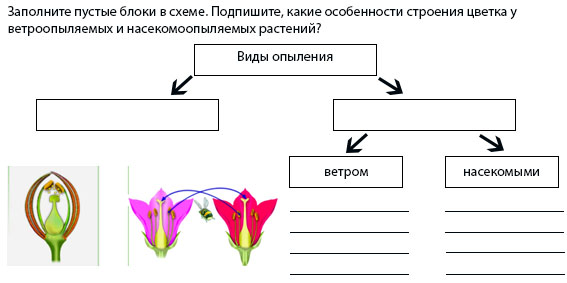 Заполните пустые блоки в схеме. Подпишите, какие особенности строения цветка у
ветроопыляемых и насекомоопыляемых растений?
Виды опыления
ветром
насекомыми